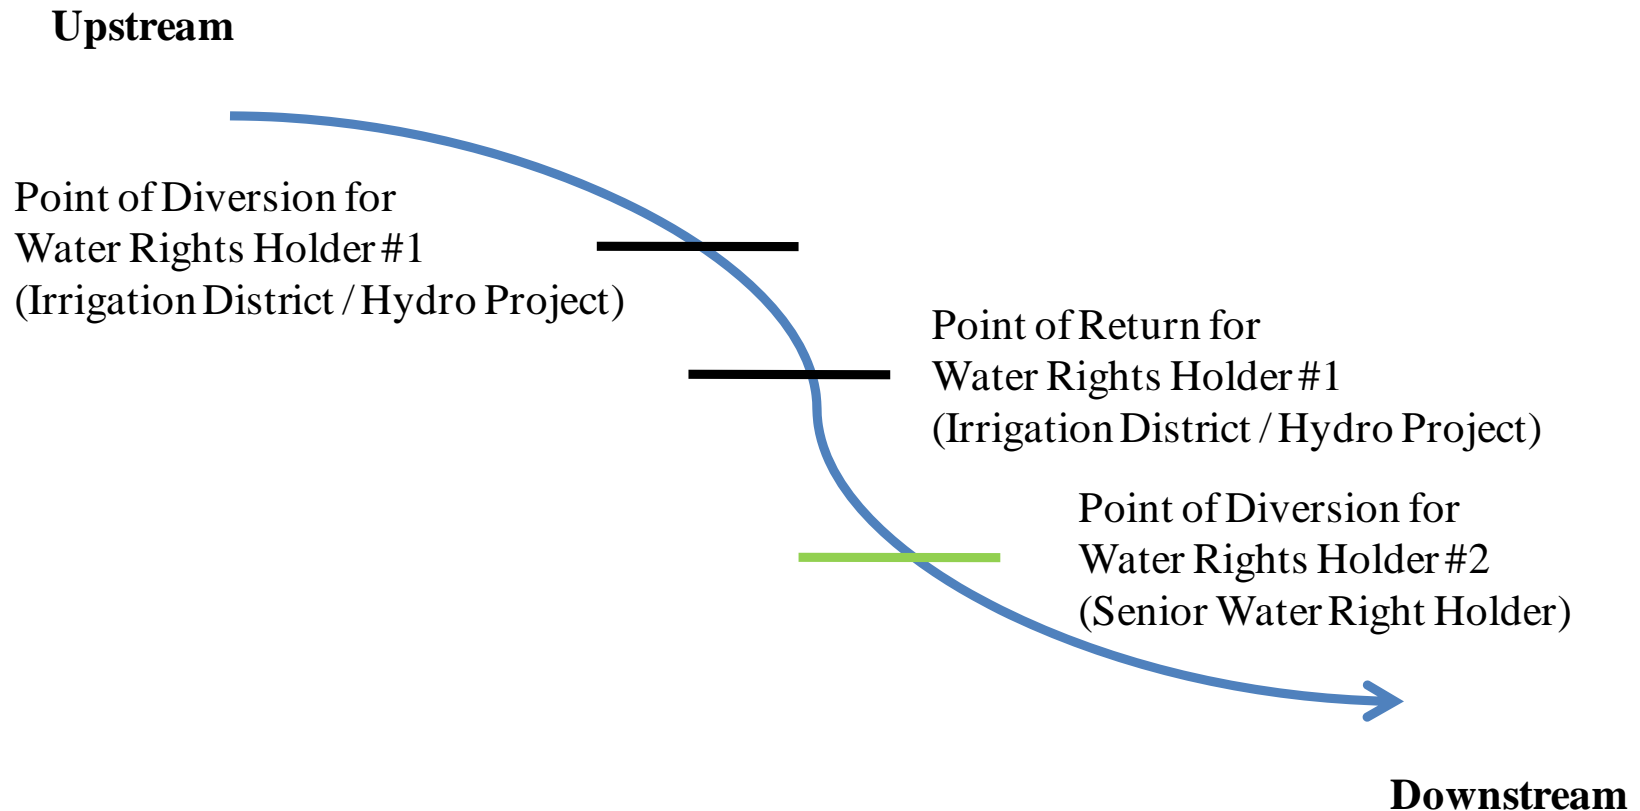 Upstream
Point of Diversion for
Water Rights Holder #1
(Irrigation District / Hydro Project)
Point of Return for
Water Rights Holder #1
(Irrigation District / Hydro Project)
Point of Diversion for
Water Rights Holder #2
(Senior Water Right Holder)
Downstream